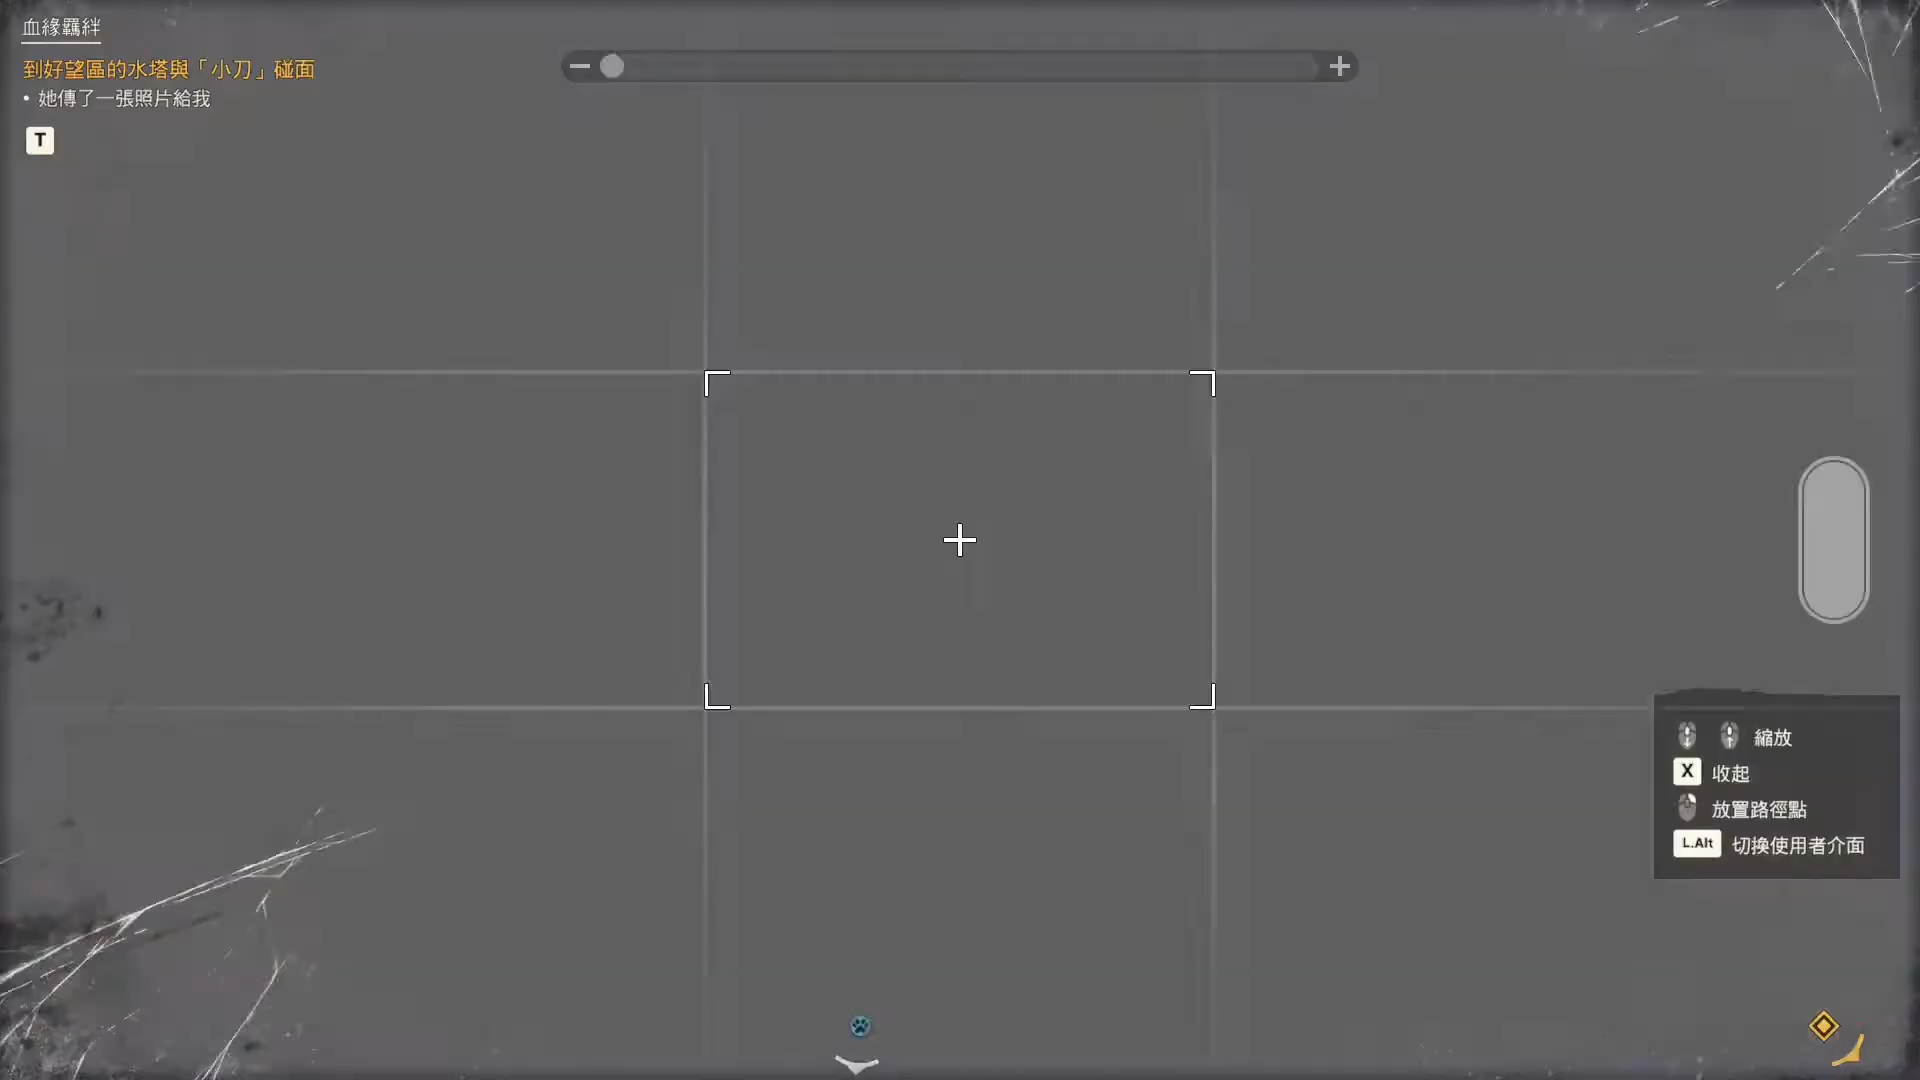 血緣羈絆
到好望區的水塔與「小刀」碰面
• 她傳了一張照片給我
T
縮放
X 收起
放置路徑點
L.Alt 切換使用者介面